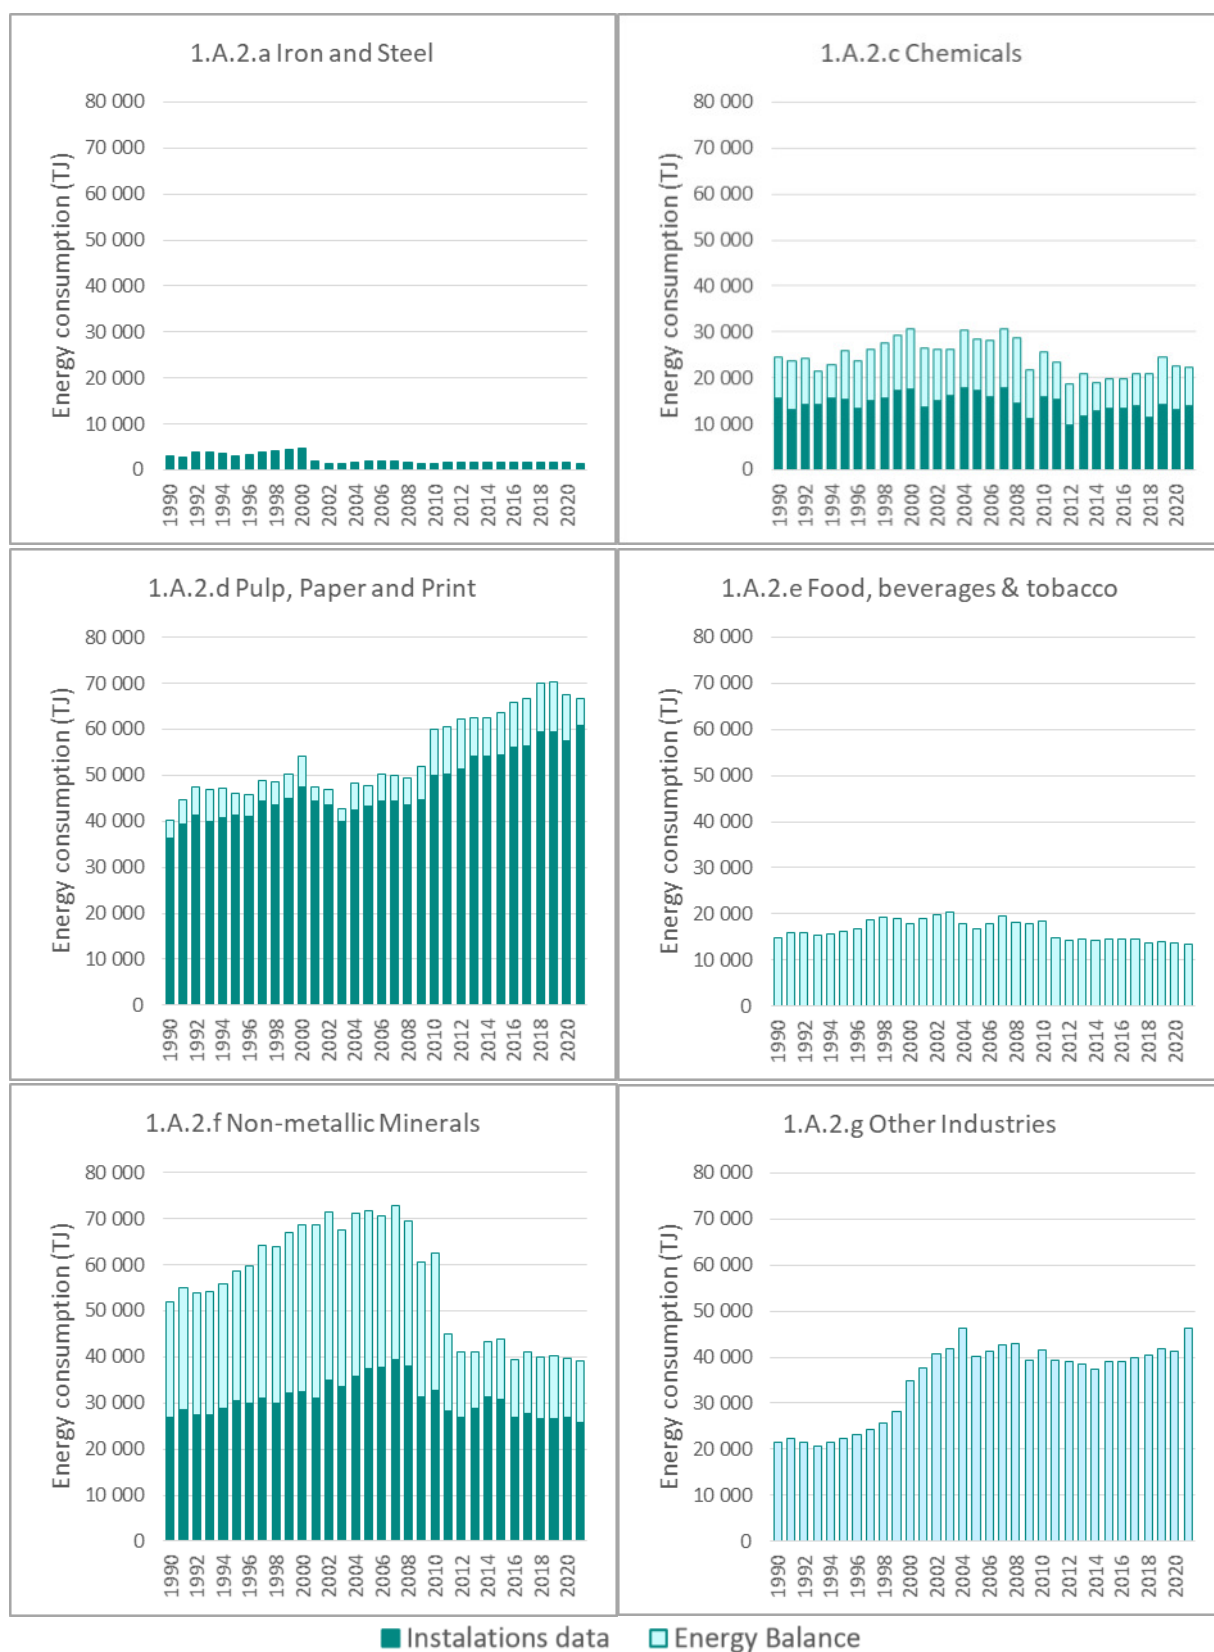 1.A.2.a Iron and Steel
Energy consumption (TJ)
80 000
70 000
60 000
50 000
40 000
30 000
20 000
10 000
0
1990 1992 1994 1996 1998 2000 2002 2004 2006 2008 2010 2012 2014 2016 2018 2020
1.A.2.c Chemicals
Energy consumption (TJ)
80 000
70 000
60 000
50 000
40 000
30 000
20 000
10 000
0
1990 1992 1994 1996 1998 2000 2002 2004 2006 2008 2010 2012 2014 2016 2018 2020
1.A.2.d Pulp, Paper and Print
Energy consumption (TJ)
80 000
70 000
60 000
50 000
40 000
30 000
20 000
10 000
0
1990 1992 1994 1996 1998 2000 2002 2004 2006 2008 2010 2012 2014 2016 2018 2020
1.A.2.e Food, beverages & tobacco
Energy consumption (TJ)
80 000
70 000
60 000
50 000
40 000
30 000
20 000
10 000
0
1990 1992 1994 1996 1998 2000 2002 2004 2006 2008 2010 2012 2014 2016 2018 2020
1.A.2.f Non-metallic Minerals
Energy consumption (TJ)
80 000
70 000
60 000
50 000
40 000
30 000
20 000
10 000
0
1990 1992 1994 1996 1998 2000 2002 2004 2006 2008 2010 2012 2014 2016 2018 2020
1.A.2.g Other Industries
Energy consumption (TJ)
80 000
70 000
60 000
50 000
40 000
30 000
20 000
10 000
0
1990 1992 1994 1996 1998 2000 2002 2004 2006 2008 2010 2012 2014 2016 2018 2020
Instalations data Energy Balance